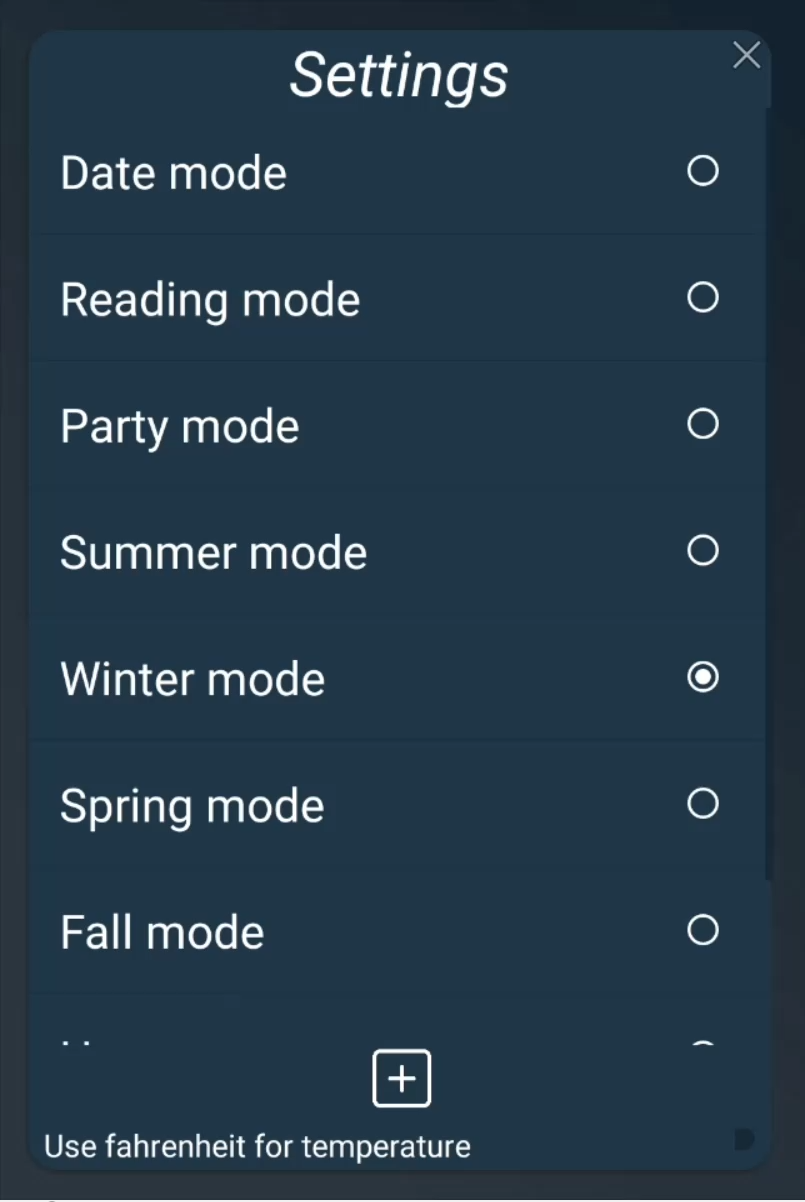 Settings
Date mode
Reading mode
Party mode
Summer mode
Winter mode
Spring mode
Fall mode
Use fahrenheit for temperature